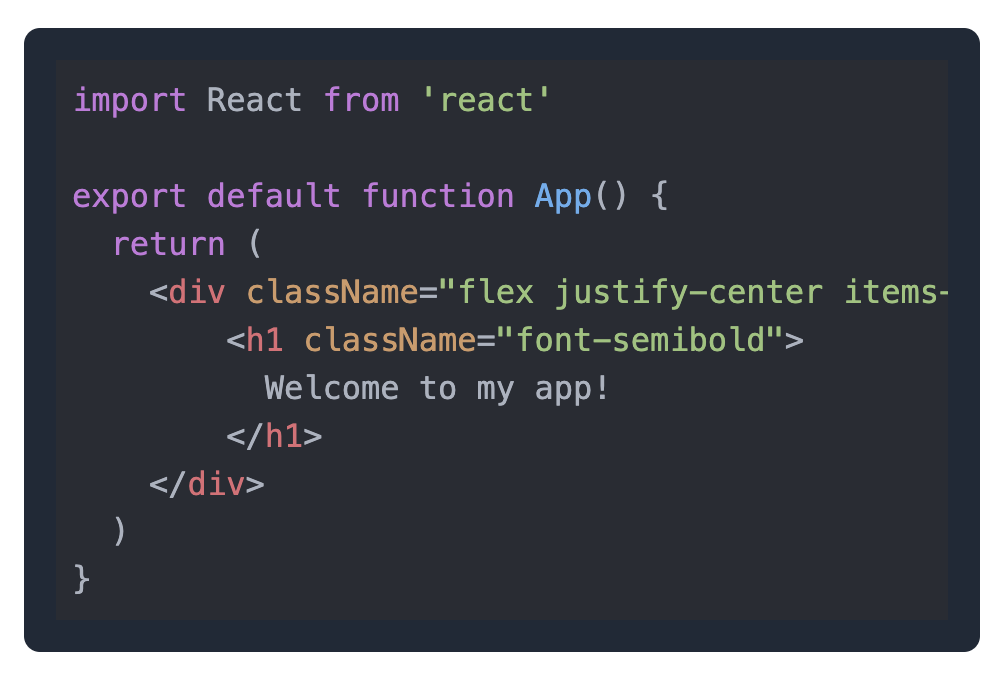 import React from 'react'

export default function App() {
  return (
    <div className="flex justify-center items-
        <h1 className="font-semibold">
          Welcome to my app!
        </h1>
    </div>
  )
}